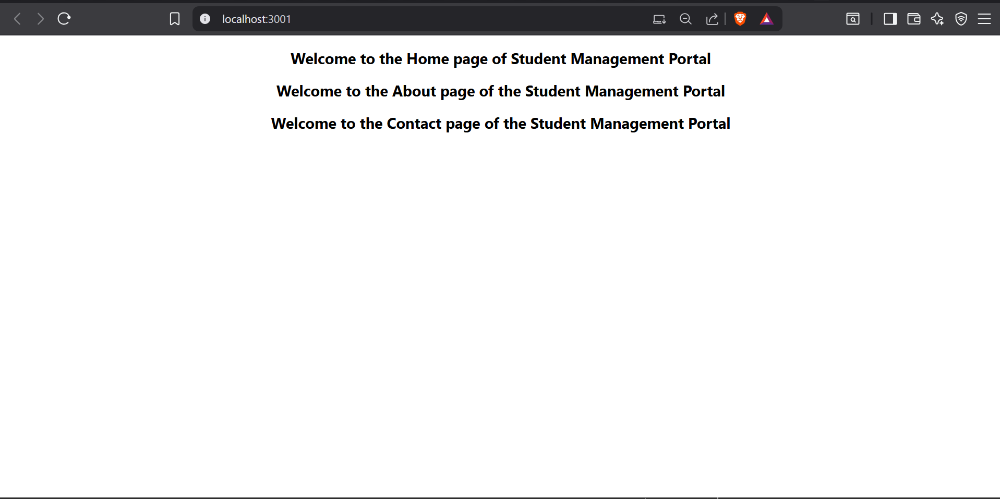 localhost:3001
Welcome to the Home page of Student Management Portal
Welcome to the About page of the Student Management Portal
Welcome to the Contact page of the Student Management Portal